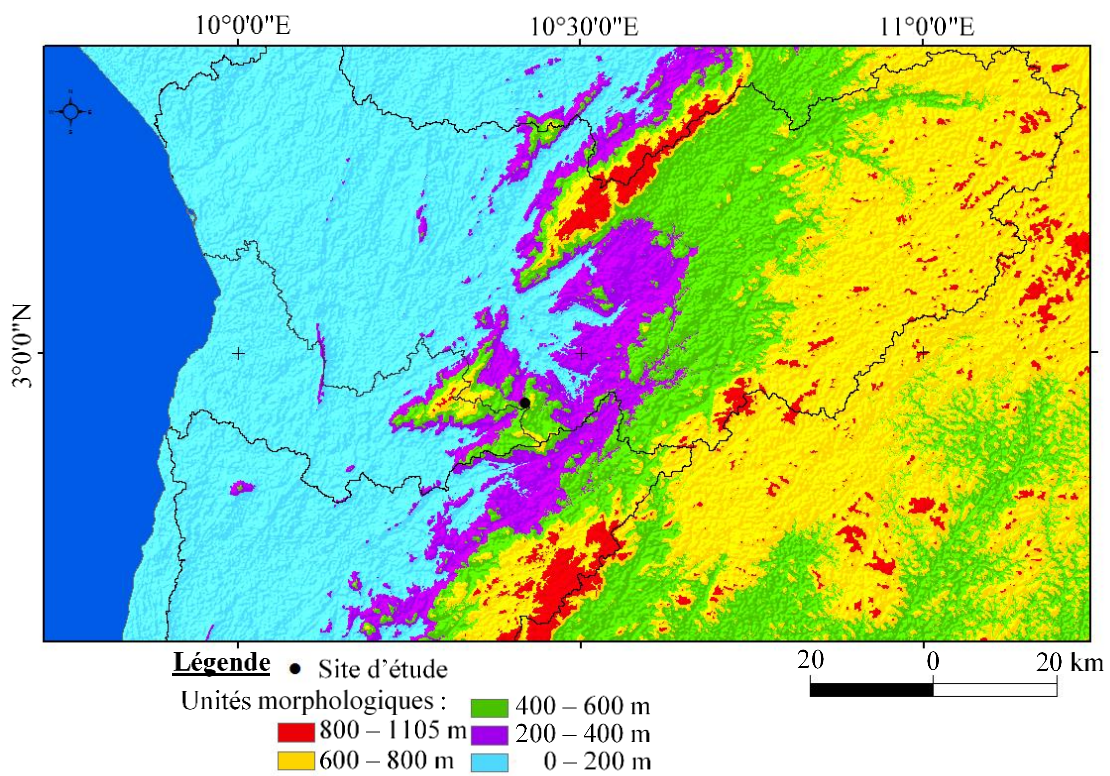 10°0'0"E 10°30'0"E 11°0'0"E
3°0'0"N
Légende
Site d'étude
20 0 20 km
Unités morphologiques :
800 – 1105 m
600 – 800 m
400 – 600 m
200 – 400 m
0 – 200 m